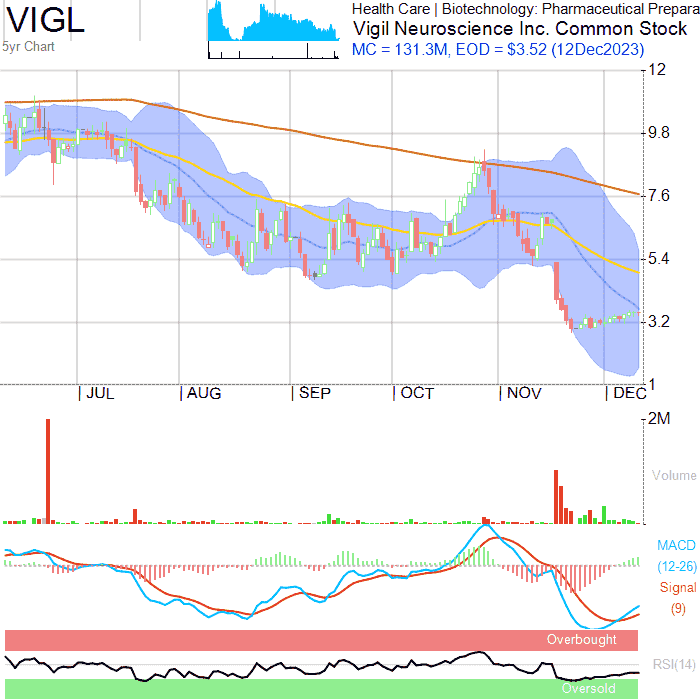 VIGL
5yr Chart
Health Care | Biotechnology: Pharmaceutical Prepara
Vigil Neuroscience Inc. Common Stock
MC = 131.3M, EOD = $3.52 (12Dec2023)
12
9.8
7.6
5.4
3.2
1
| JUL | AUG | SEP | OCT | NOV | DEC
2M
Volume
MACD
(12-26)
Signal
(9)
Overbought
RSI(14)
Oversold